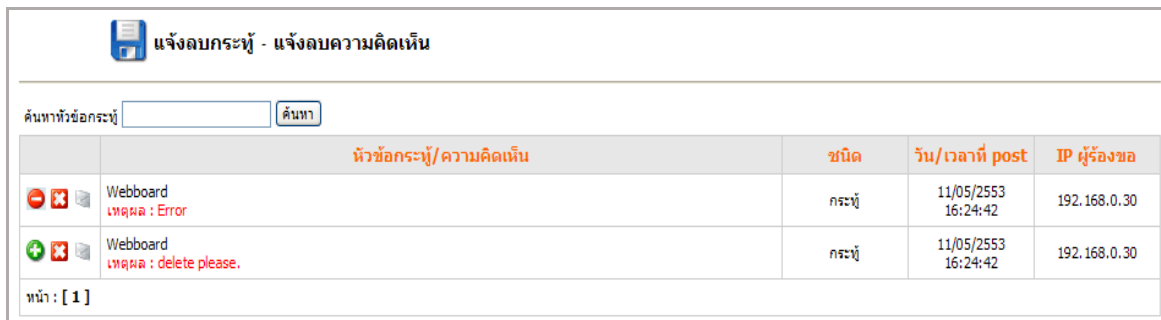 แจ้งลบกระทู้ - แจ้งลบความคิดเห็น
ค้นหาหัวข้อกระทู้ ค้นหา
หัวข้อกระทู้/ความคิดเห็น ชนิด วัน/เวลาที่ post IP ผู้ร้องขอ
Webboard
เหตุผล : Error
กระทู้
11/05/2553
16:24:42
192.168.0.30
Webboard
เหตุผล : delete please.
กระทู้
11/05/2553
16:24:42
192.168.0.30
หน้า : [ 1 ]